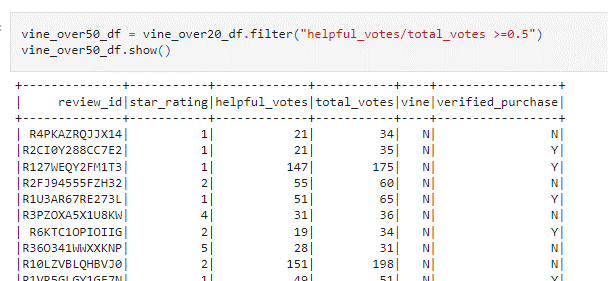 vine_over50_df = vine_over20_df.filter("helpful_votes/total_votes >=0.5")
vine_over50_df.show()
+--------------+-----------+-------------+-----------+----+-----------------+
|     review_id|star_rating|helpful_votes|total_votes|vine|verified_purchase|
+--------------+-----------+-------------+-----------+----+-----------------+
| R4PKAZRQJJX14|          1|           21|         34|   N|                N|
| R2CI0Y288CC7E2|          1|           21|         35|   N|                Y|
| R127WEQY2FM1T3|          1|          147|        175|   N|                Y|
| R2FJ94555FZH32|          2|           55|         60|   N|                N|
| R1U3AR67RE273L|          1|           51|         65|   N|                Y|
| R3PZOXA5X1U8KW|          4|           31|         36|   N|                N|
| R6KTC1OPIOIIG|          2|           19|         34|   N|                Y|
| R36O341WWXXKNP|          5|           28|         31|   N|                N|
| R10LZVBLQHBVJ0|          2|          151|        198|   N|                N|
| R1VR5GLGY1GE7N|          1|           49|         51|   N|                Y|